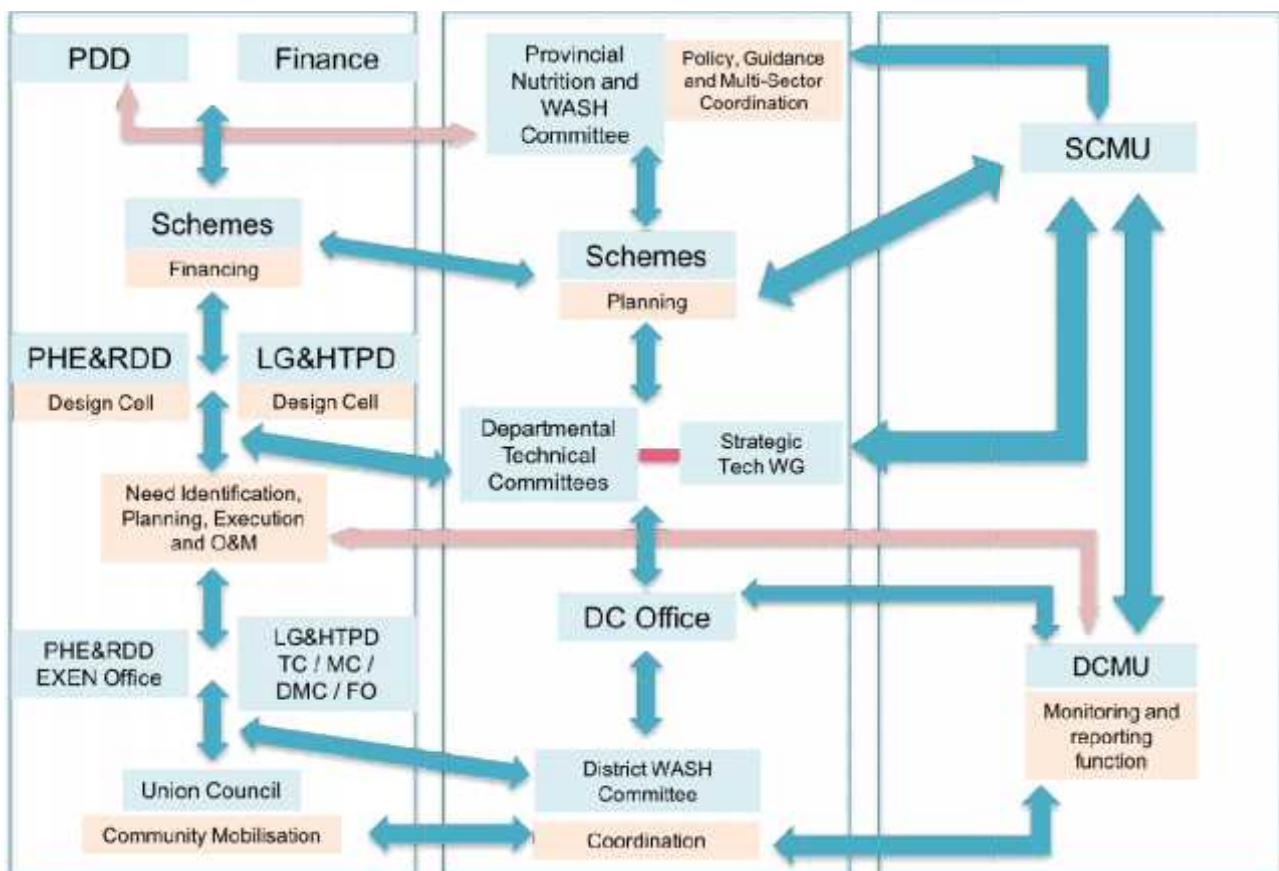 PDD
Finance
Provincial
Nutrition and
WASH
Committee
Policy, Guidance
and Multi-Sector
Coordination
SCMU
Schemes
Financing
Schemes
Planning
PHE&RDD
Design Cell
LG&HTPD
Design Cell
Departmental
Technical
Committees
Strategic
Tech WG
Need Identification,
Planning, Execution
and O&M
DC Office
PHE&RDD
EXEN Office
LG&HTPD
TC / MC /
DMC / FO
DCMU
Monitoring and
reporting
function
Union Council
Community Mobilisation
District WASH
Committee
Coordination